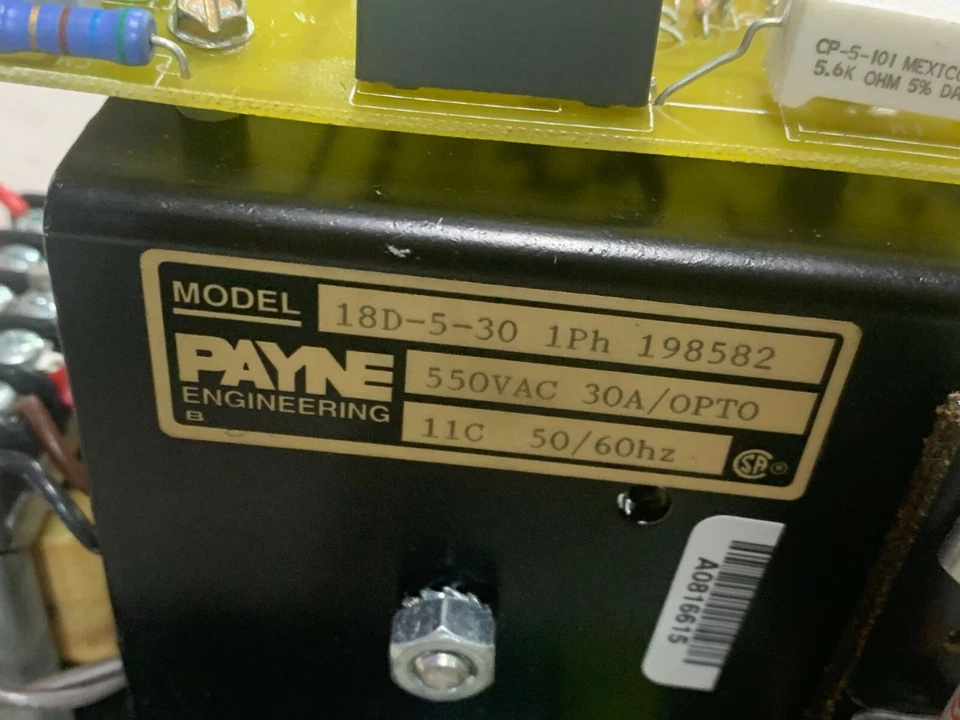 CP-5-101 MEXICO
5.6K OHM 5% DA
MODEL 18D-5-30 1Ph 198582
PAYNE 550VAC 30A/OPTO
ENGINEERING 11C 50/60hz
B
SA
A0816615